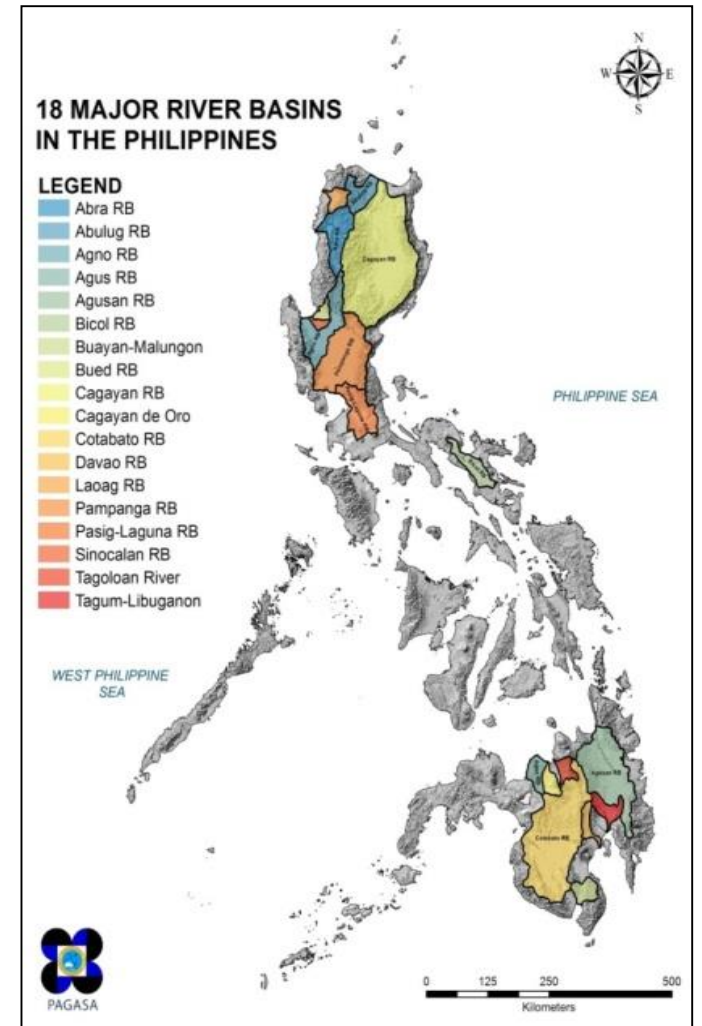 N
W E
S
18 MAJOR RIVER BASINS
IN THE PHILIPPINES
LEGEND
Abra RB
Abulug RB
Agno RB
Agus RB
Agusan RB
Bicol RB
Buayan-Malungon
Bued RB
Cagayan RB
Cagayan de Oro
Cotabato RB
Davao RB
Laoag RB
Pampanga RB
Pasig-Laguna RB
Sinocalan RB
Tagoloan River
Tagum-Libuganon
Cagayan RB
PHILIPPINE SEA
WEST PHILIPPINE
SEA
Agusan RB
Cotabato RB
PAGASA
0 125 250 500
Kilometers